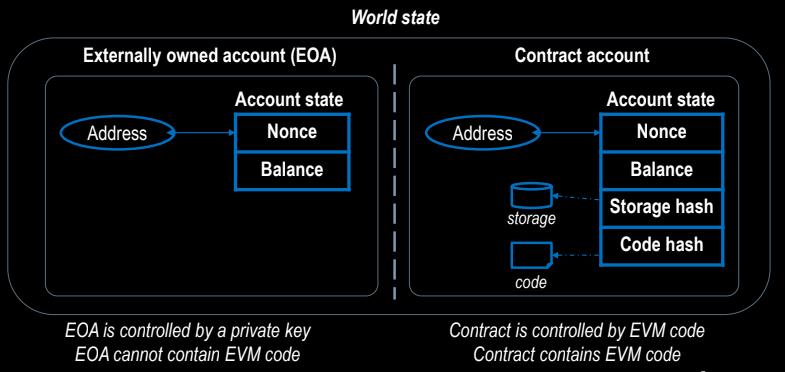 World state
Externally owned account (EOA)
Account state
Address
Nonce
Balance
EOA is controlled by a private key
EOA cannot contain EVM code
Contract account
Account state
Address
Nonce
Balance
Storage hash
storage
Code hash
code
Contract is controlled by EVM code
Contract contains EVM code